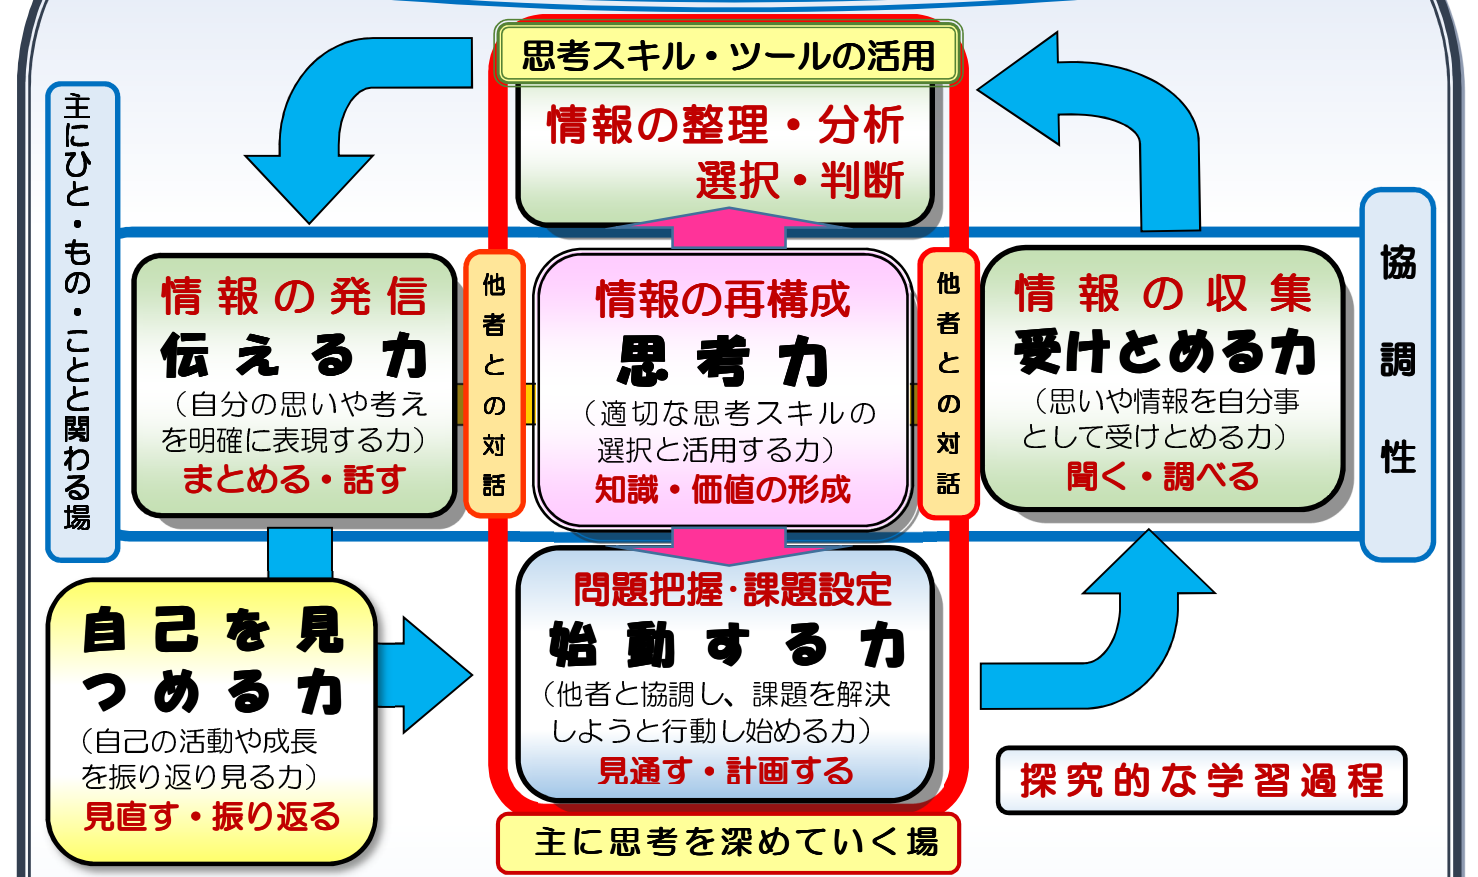 思考スキル・ツールの活用
情報の整理・分析
選択・判断
主にひと・もの・ことと関わる場
協調性
情報の発信
伝える力
（自分の思いや考え
を明確に表現する力）
まとめる・話す
他者との対話
情報の再構成
思考力
（適切な思考スキルの
選択と活用する力）
知識・価値の形成
他者との対話
情報の収集
受けとめる力
（思いや情報を自分事
として受けとめる力）
聞く・調べる
自己を見
つめる力
（自己の活動や成長
を振り返り見る力）
見直す・振り返る
問題把握・課題設定
始動する力
（他者と協調し、課題を解決
しようと行動し始める力）
見通す・計画する
探究的な学習過程
主に思考を深めていく場